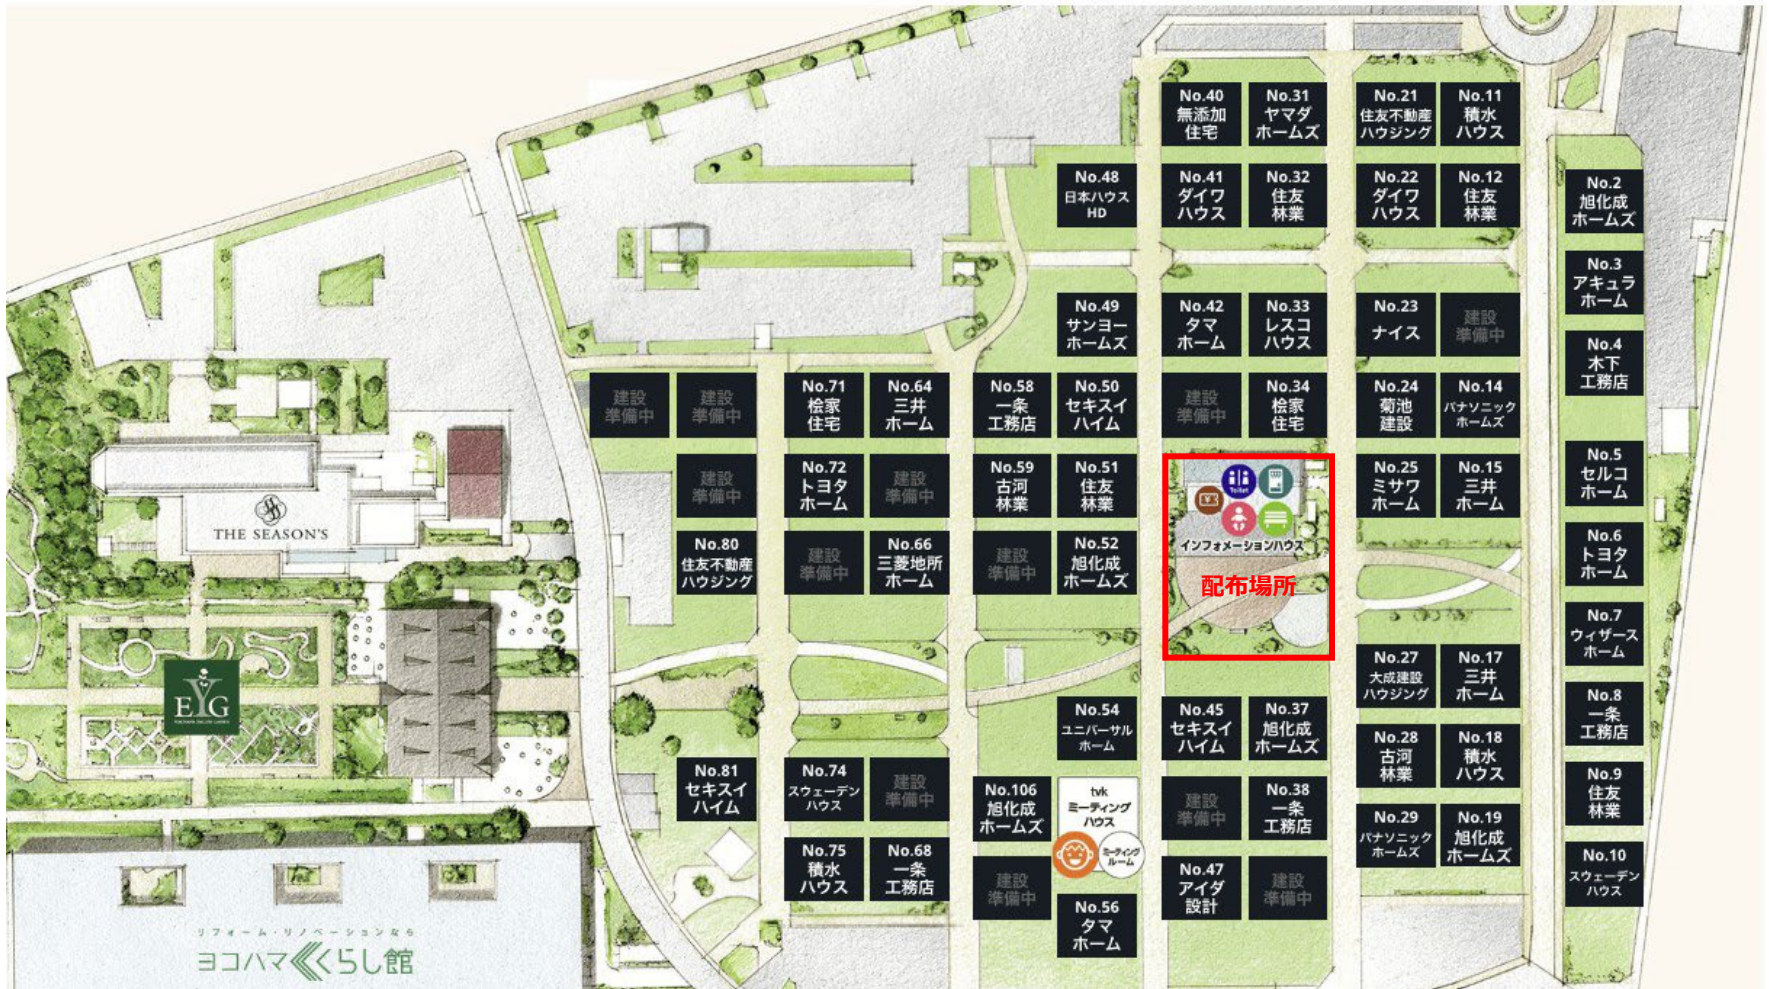 No.40
無添加
住宅
No.31
ヤマダ
ホームズ
No.21
住友不動産
ハウジング
No.11
積水
ハウス
No.48
日本ハウス
HD
No.41
ダイワ
ハウス
No.32
住友
林業
No.22
ダイワ
ハウス
No.12
住友
林業
No.2
旭化成
ホームズ
No.3
アキュラ
ホーム
No.49
サンヨー
ホームズ
No.42
タマ
ホーム
No.33
レスコ
ハウス
No.23
ナイス
建設
準備中
No.4
木下
工務店
建設
準備中
建設
準備中
No.71
桧家
住宅
No.64
三井
ホーム
No.58
一条
工務店
No.50
セキスイ
ハイム
建設
準備中
No.34
桧家
住宅
No.24
菊池
建設
No.14
パナソニック
ホームズ
No.5
セルコ
ホーム
建設
準備中
No.72
トヨタ
ホーム
建設
準備中
No.59
古河
林業
No.51
住友
林業
Toilet
インフォメーションハウス
配布場所
No.25
ミサワ
ホーム
No.15
三井
ホーム
THE SEASON'S
No.80
住友不動産
ハウジング
建設
準備中
No.66
三菱地所
ホーム
建設
準備中
No.52
旭化成
ホームズ
No.6
トヨタ
ホーム
No.7
ウィザース
ホーム
EYG
No.27
大成建設
ハウジング
No.17
三井
ホーム
No.8
一条
工務店
No.54
ユニバーサル
ホーム
No.45
セキスイ
ハイム
No.37
旭化成
ホームズ
No.28
古河
林業
No.18
積水
ハウス
No.81
セキスイ
ハイム
No.74
スウェーデン
ハウス
建設
準備中
No.106
旭化成
ホームズ
tvk
ミーティング
ハウス
ミーティング
ルーム
建設
準備中
No.38
一条
工務店
No.9
住友
林業
No.29
パナソニック
ホームズ
No.19
旭化成
ホームズ
No.75
積水
ハウス
No.68
一条
工務店
建設
準備中
No.56
タマ
ホーム
No.47
アイダ
設計
建設
準備中
No.10
スウェーデン
ハウス
リフォーム・リノベーションなら
ヨコハマくらし館